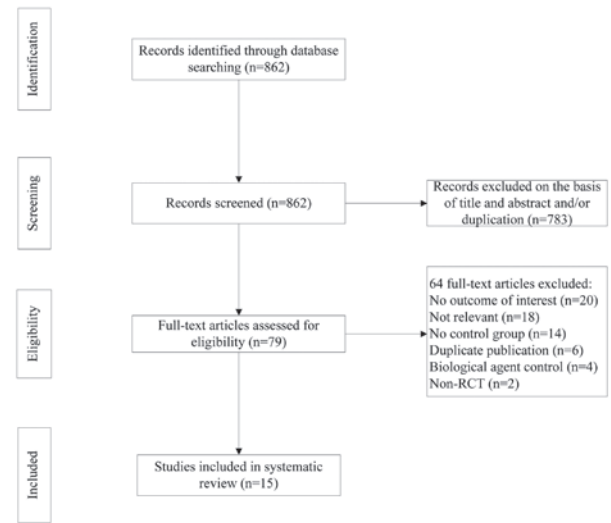 Identification
Records identified through database
searching (n=862)
Screening
Records screened (n=862)
Records excluded on the basis
of title and abstract and/or
duplication (n=783)
Eligibility
Full-text articles assessed for
eligibility (n=79)
64 full-text articles excluded:
No outcome of interest (n=20)
Not relevant (n=18)
No control group (n=14)
Duplicate publication (n=6)
Biological agent control (n=4)
Non-RCT (n=2)
Included
Studies included in systematic
review (n=15)